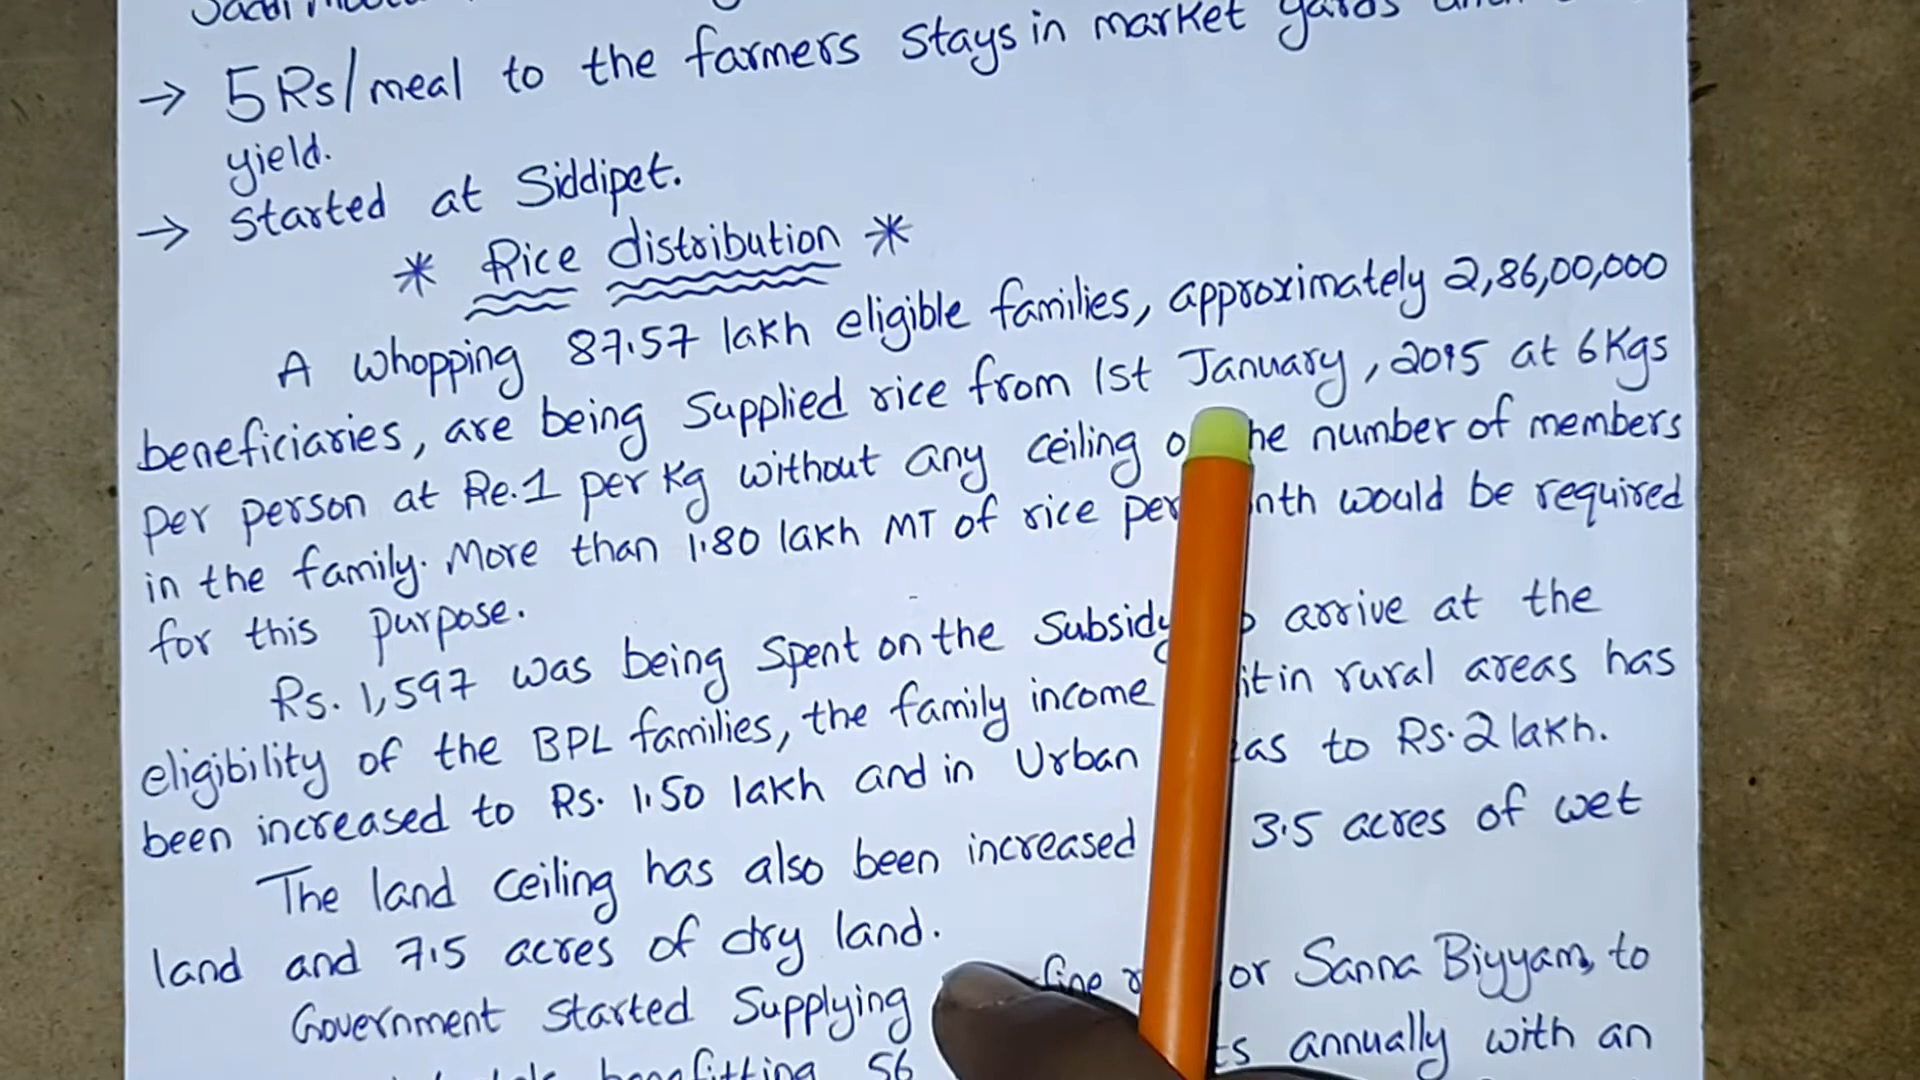 → 5Rs/meal to the farmers stays in market yards
yield.
→ Started at Siddipet.
* Rice distribution *
A whopping 87.57 lakh eligible families, approximately 2,86,00,000
beneficiaries, are being Supplied rice from 1st January, 2015 at 6Kgs
per person at Re.1 per kg without any ceiling number of members
in the family. More than 1.80 lakh MT of rice per would be required
for this purpose.
Rs. 1,597 was being Spent on the Subsidy arrive at the
eligibility of the BPL families, the family income in rural areas has
been increased to Rs. 1.50 lakh and in Urban to Rs. 2 lakh.
The land ceiling has also been increased 3.5 acres of wet
land and 7.5 acres of dry land.
Government Started Supplying fine or Sanna Biyyam, to
benefitting 56 annually with an